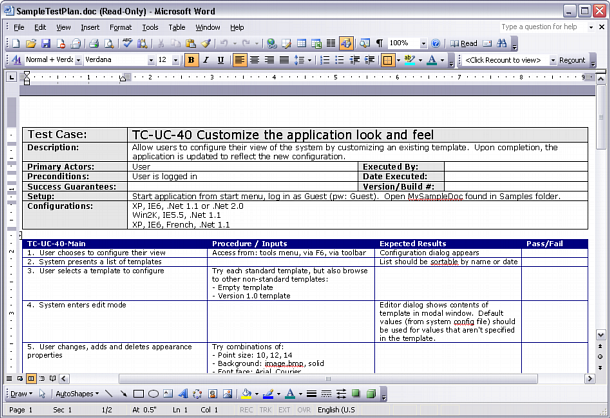 SampleTestPlan.doc (Read-Only) - Microsoft Word
File Edit View Insert Format Tools Table Window Help
Type a question for help
100% Read
Normal + Verda Verdana 12 B I U <Click Recount to view> Recount
Test Case: TC-UC-40 Customize the application look and feel
Description: Allow users to configure their view of the system by customizing an existing template. Upon completion, the
application is updated to reflect the new configuration.
Primary Actors: User Executed By:
Preconditions: User is logged in Date Executed:
Success Guarantees: Version/Build #:
Setup: Start application from start menu, log in as Guest (pw: Guest). Open MySampleDoc found in Samples folder.
Configurations: XP, IE6, .Net 1.1 or .Net 2.0
Win2K, IE5.5, .Net 1.1
XP, IE6, French, .Net 1.1
TC-UC-40-Main Procedure / Inputs Expected Results Pass/Fail
1. User chooses to configure their view Access from: tools menu, via F6, via toolbar Configuration dialog appears
2. System presents a list of templates List should be sortable by name or date
3. User selects a template to configure Try each standard template, but also browse
to other non-standard templates:
- Empty template
- Version 1.0 template
4. System enters edit mode Editor dialog shows contents of
template in modal window. Default
values (from system config file) should
be used for values that aren't specified
in the template.
5. User changes, adds and deletes appearance Try combinations of:
properties - Point size: 10, 12, 14
- Background: image.bmp, solid
- Font face: Arial, Courier
Draw AutoShapes
Page 1 Sec 1 1/2 At 0.5" Ln 1 Col 1 REC TRK EXT OVR English (U.S